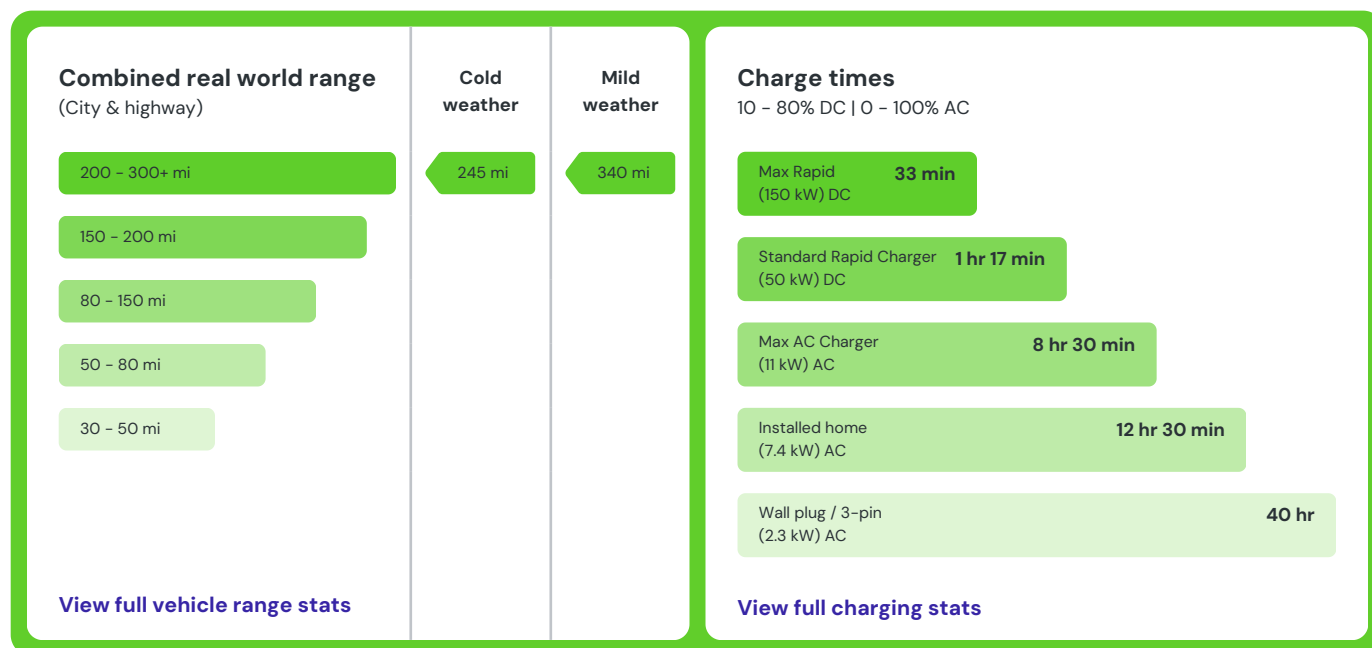 Combined real world range
(City & highway)
Cold
weather
Mild
weather
200 - 300+ mi
245 mi
340 mi
150 - 200 mi
80 - 150 mi
50 - 80 mi
30 - 50 mi
View full vehicle range stats
Charge times
10 - 80% DC | 0 - 100% AC
Max Rapid
(150 kW) DC
33 min
Standard Rapid Charger
(50 kW) DC
1 hr 17 min
Max AC Charger
(11 kW) AC
8 hr 30 min
Installed home
(7.4 kW) AC
12 hr 30 min
Wall plug / 3-pin
(2.3 kW) AC
40 hr
View full charging stats